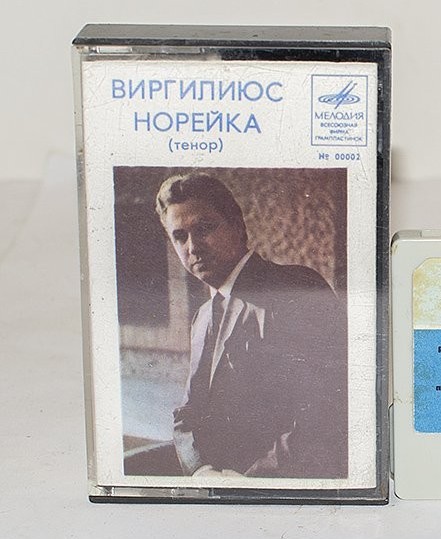 ВИРГИЛИЮС
НОРЕЙКА
(тенор)
МЕЛОДИЯ
ВСЕСОЮЗНАЯ
ФИРМА
ГРАМПЛАСТИНОК
№ 00002